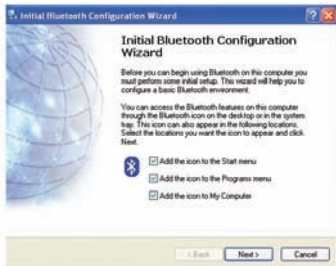 Initial Bluetooth Configuration Wizard
Initial Bluetooth Configuration
Wizard
Before you can begin using Bluetooth on this computer you
must perform some initial setup. This wizard will help you to
configure a basic Bluetooth environment.
You can access the Bluetooth features on this computer
through the Bluetooth icon on the desktop or in the system
tray. This icon can also appear in the following locations.
Select the locations you want the icon to appear and click
Next.
Add the icon to the Start menu
Add the icon to the Programs menu
Add the icon to My Computer
< Back
Next >
Cancel